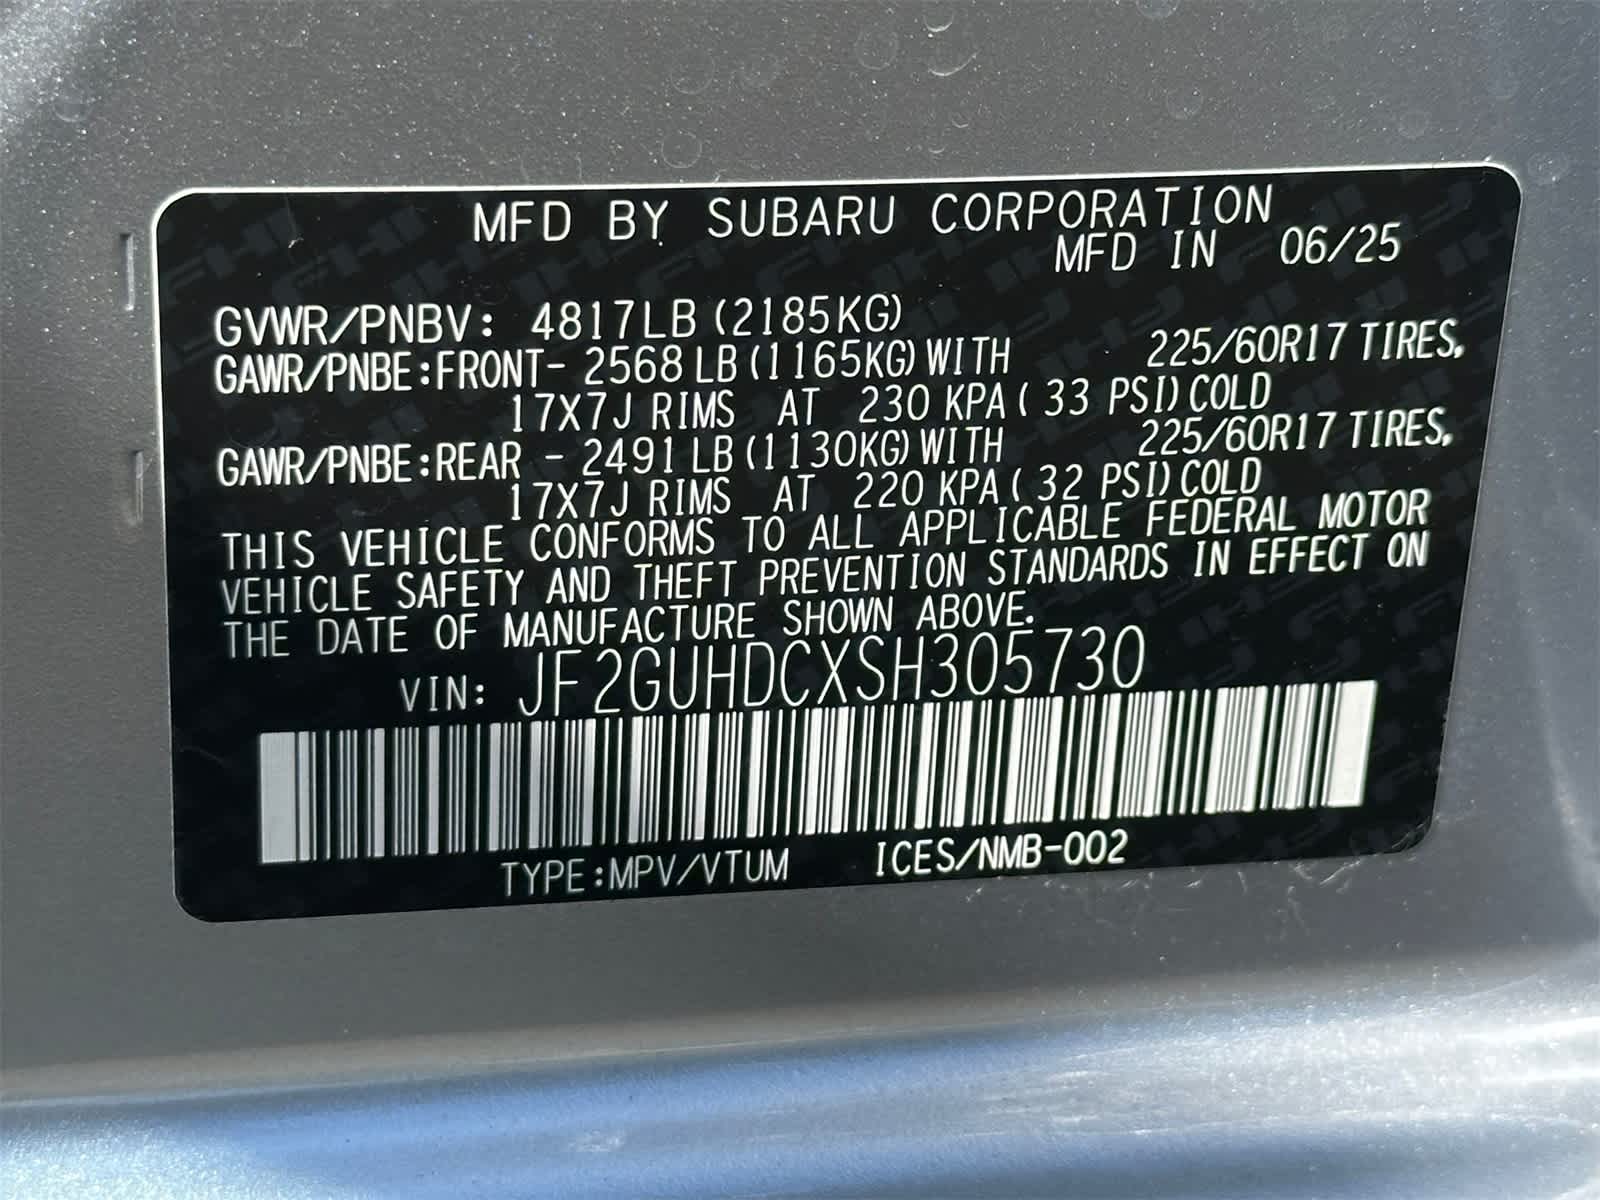 MFD BY SUBARU CORPORATION
MFD IN 06/25
GVWR/PNBV: 4817LB (2185KG)
GAWR/PNBE:FRONT- 2568 LB (1165KG) WITH 225/60R17 TIRES,
17X7J RIMS AT 230 KPA ( 33 PSI) COLD
GAWR/PNBE:REAR - 2491 LB (1130KG) WITH 225/60R17 TIRES,
17X7J RIMS AT 220 KPA ( 32 PSI) COLD
THIS VEHICLE CONFORMS TO ALL APPLICABLE FEDERAL MOTOR
VEHICLE SAFETY AND THEFT PREVENTION STANDARDS IN EFFECT ON
THE DATE OF MANUFACTURE SHOWN ABOVE.
VIN: JF2GUHDCXSH305730
TYPE:MPV/VTUM ICES/NMB-002